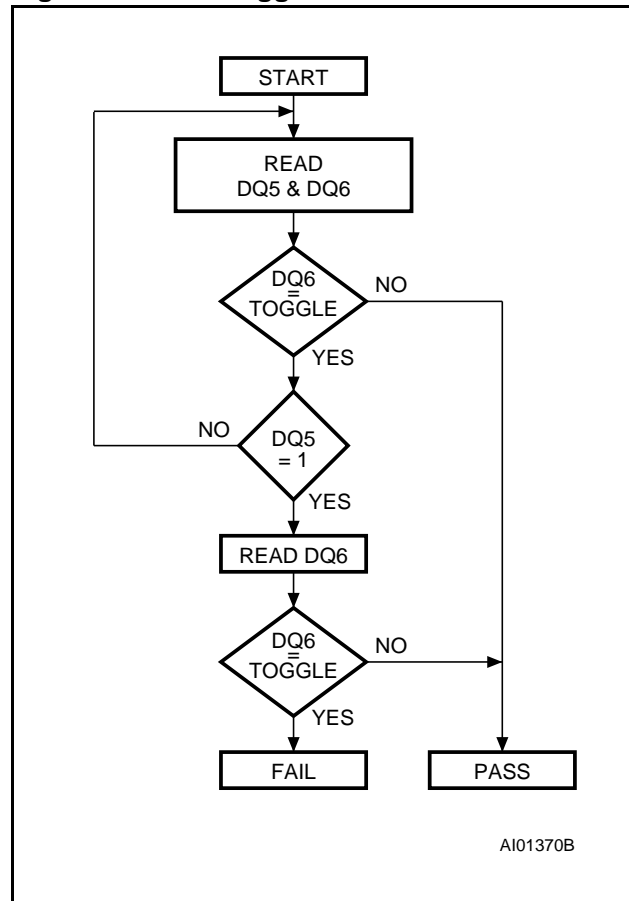 START
READ
DQ5 & DQ6
DQ6
=
TOGGLE
NO
YES
NO
DQ5
= 1
YES
READ DQ6
DQ6
=
TOGGLE
NO
YES
FAIL
PASS
AI01370B